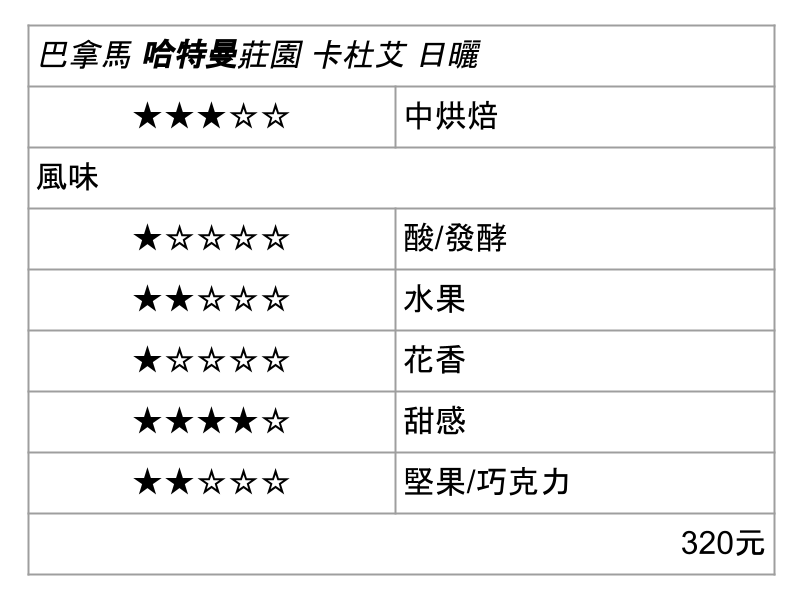 巴拿馬 哈特曼莊園 卡杜艾 日曬
★★★☆☆ 中烘焙
風味
★☆☆☆☆ 酸/發酵
★★☆☆☆ 水果
★☆☆☆☆ 花香
★★★★☆ 甜感
★★☆☆☆ 堅果/巧克力
320元